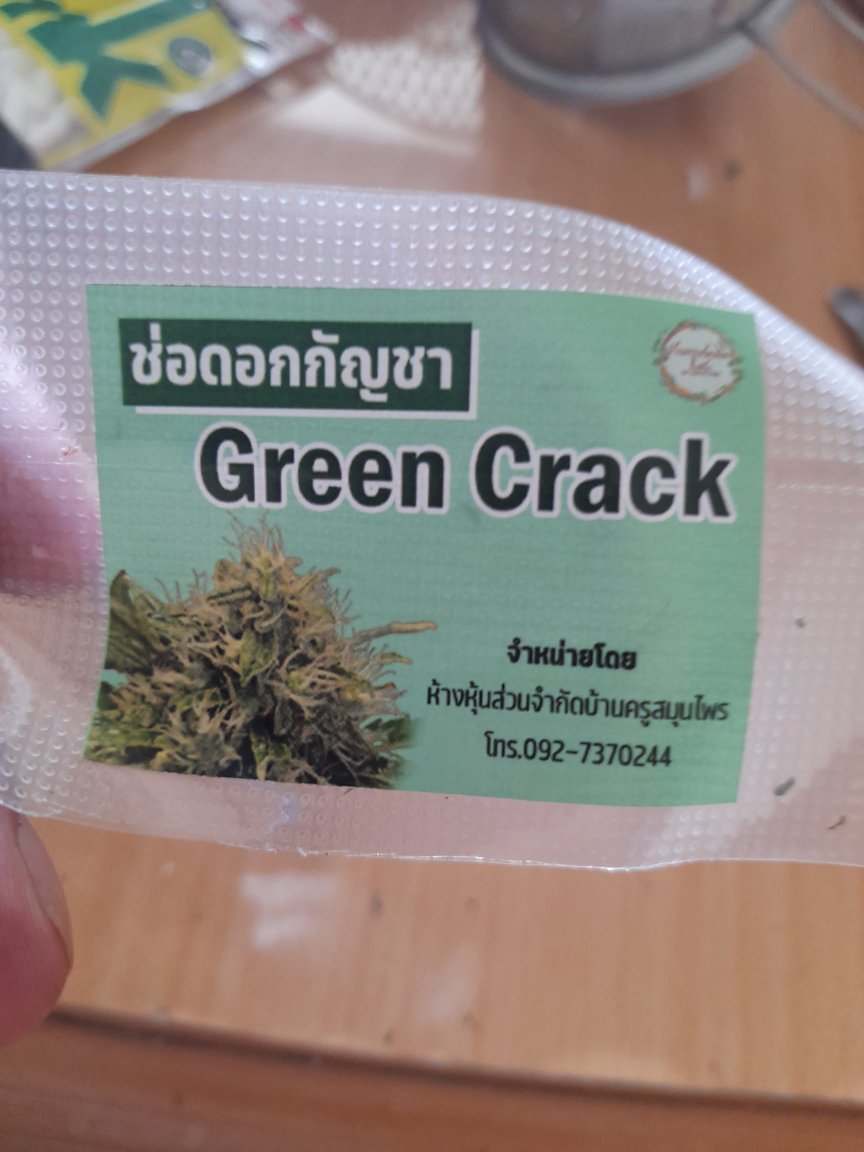 ช่อดอกกัญชา
Green Crack
จำหน่ายโดย
ห้างหุ้นส่วนจำกัดบ้านครูสมุนไพร
โทร.092-7370244